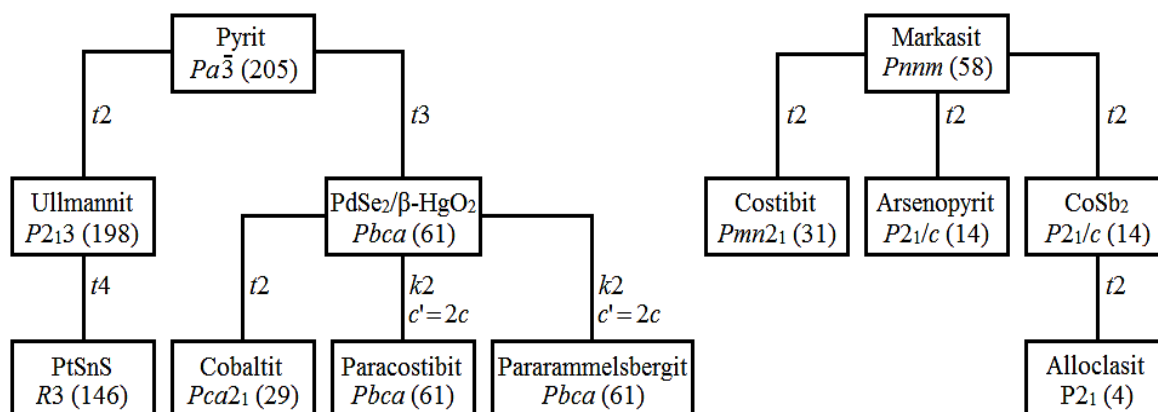 Pyrit
Pa3̅ (205)
Markasit
Pnnm (58)
t2
t3
t2
t2
t2
Ullmannit
P2₁3 (198)
PdSe₂/β-HgO₂
Pbca (61)
Costibit
Pmn2₁ (31)
Arsenopyrit
P2₁/c (14)
CoSb₂
P2₁/c (14)
t4
t2
k2
c'=2c
k2
c'=2c
t2
PtSnS
R3 (146)
Cobaltit
Pca2₁ (29)
Paracostibit
Pbca (61)
Pararammelsbergit
Pbca (61)
Alloclasit
P2₁ (4)